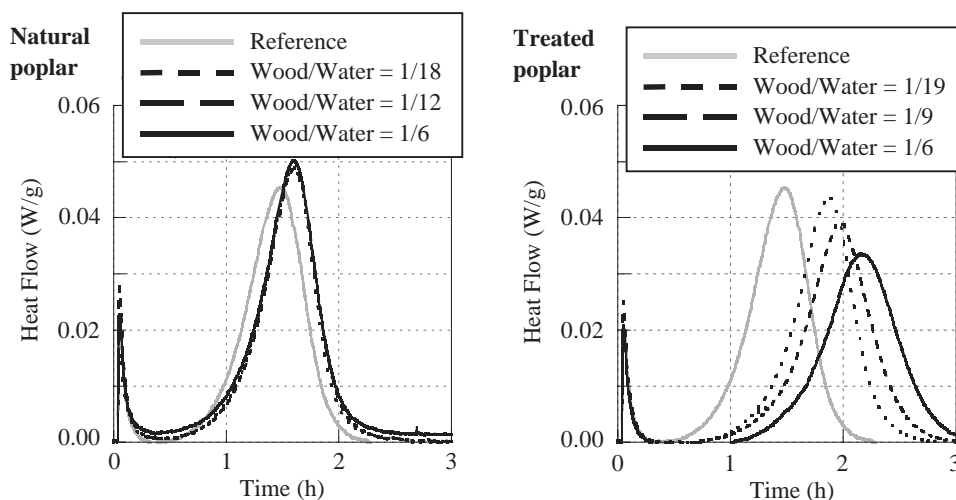 Natural
poplar
Reference
Wood/Water = 1/18
Wood/Water = 1/12
Wood/Water = 1/6
0.06
0.04
0.02
0.00
Heat Flow (W/g)
0
1
2
3
Time (h)
Treated
poplar
Reference
Wood/Water = 1/19
Wood/Water = 1/9
Wood/Water = 1/6
0.06
0.04
0.02
0.00
Heat Flow (W/g)
0
1
2
3
Time (h)